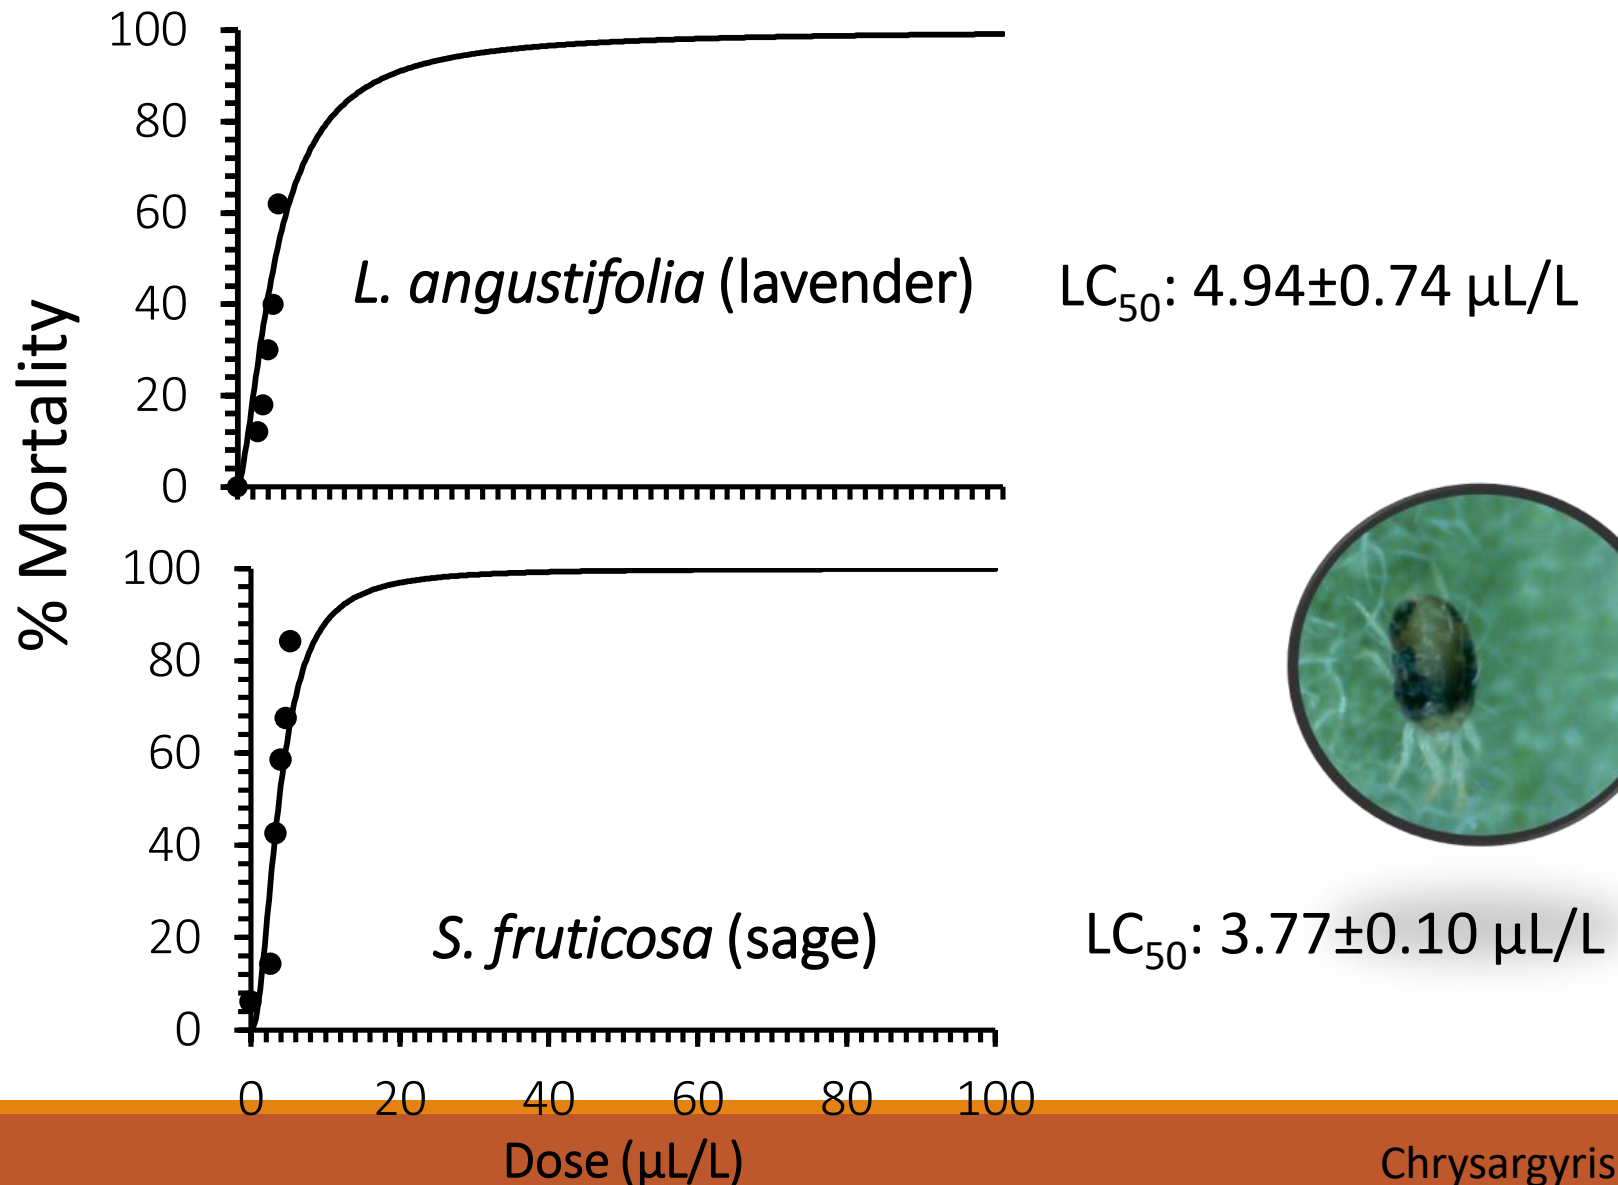 100
80
60
40
20
0
% Mortality
L. angustifolia (lavender)
LC50: 4.94±0.74 µL/L
100
80
60
40
20
0
S. fruticosa (sage)
LC50: 3.77±0.10 µL/L
0 20 40 60 80 100
Dose (µL/L)
Chrysargyris